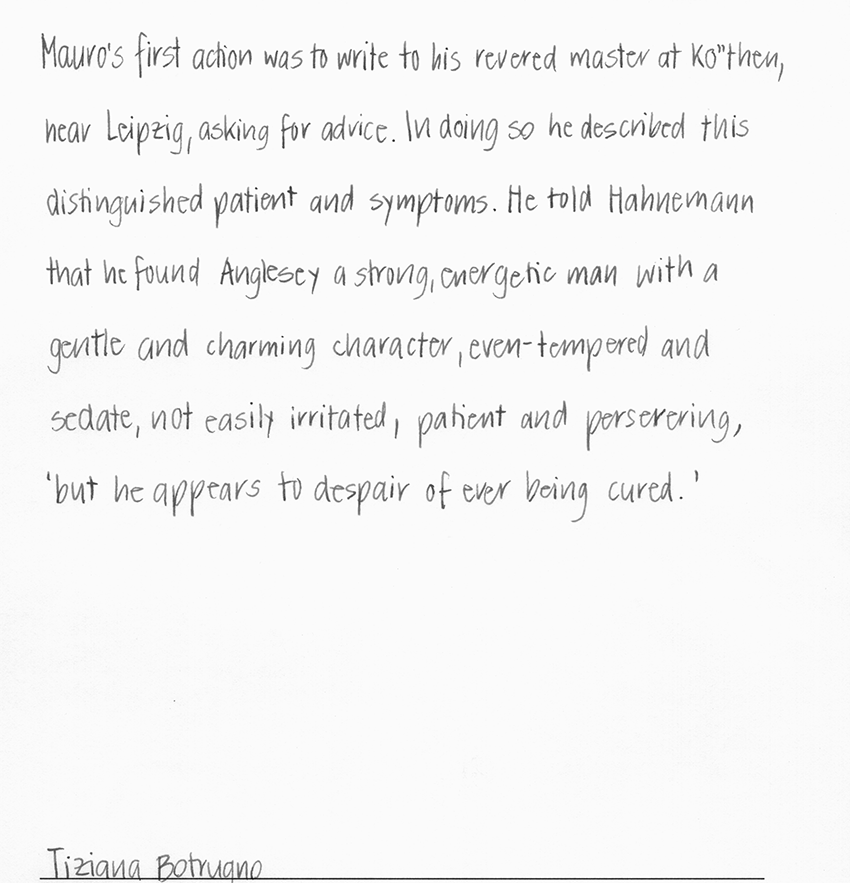 Mauro's first action was to write to his revered master at Ko"then,
near Leipzig, asking for advice. In doing so he described this
distinguished patient and symptoms. He told Hahnemann
that he found Anglesey a strong, energetic man with a
gentle and charming character, even-tempered and
sedate, not easily irritated, patient and perserering,
'but he appears to despair of ever being cured.'
Tiziana Botrugno